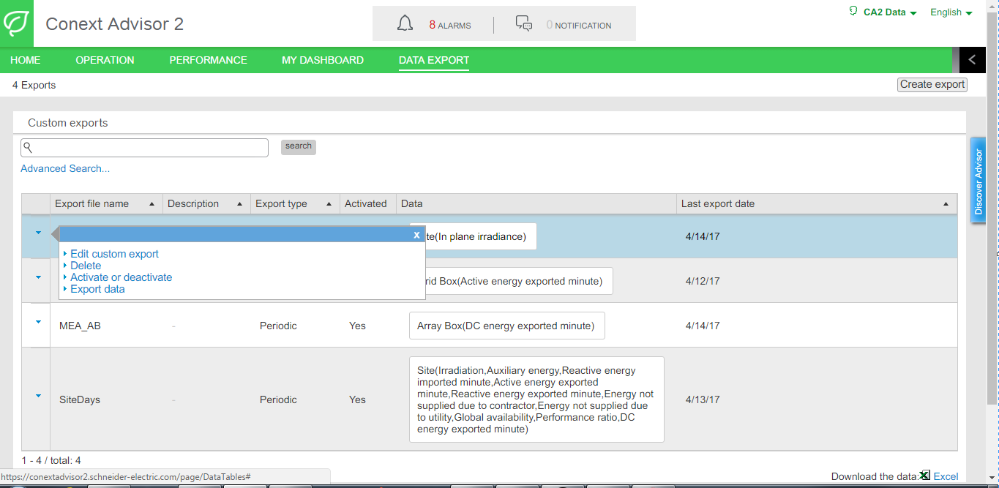 Conext Advisor 2
8 ALARMS
0 NOTIFICATION
CA2 Data
English
HOME
OPERATION
PERFORMANCE
MY DASHBOARD
DATA EXPORT
<
4 Exports
Create export
Custom exports
search
Advanced Search...
Discover Advisor
Export file name
Description
Export type
Activated
Data
Last export date
x
te(In plane irradiance)
4/14/17
Edit custom export
Delete
Activate or deactivate
Export data
rid Box(Active energy exported minute)
4/12/17
MEA_AB
-
Periodic
Yes
Array Box(DC energy exported minute)
4/14/17
SiteDays
-
Periodic
Yes
Site(Irradiation,Auxiliary energy,Reactive energy
imported minute,Active energy exported
minute,Reactive energy exported minute,Energy not
supplied due to contractor,Energy not supplied due
to utility,Global availability,Performance ratio,DC
energy exported minute)
4/13/17
1 - 4 / total: 4
https://conextadvisor2.schneider-electric.com/page/DataTables#
Download the data: Excel